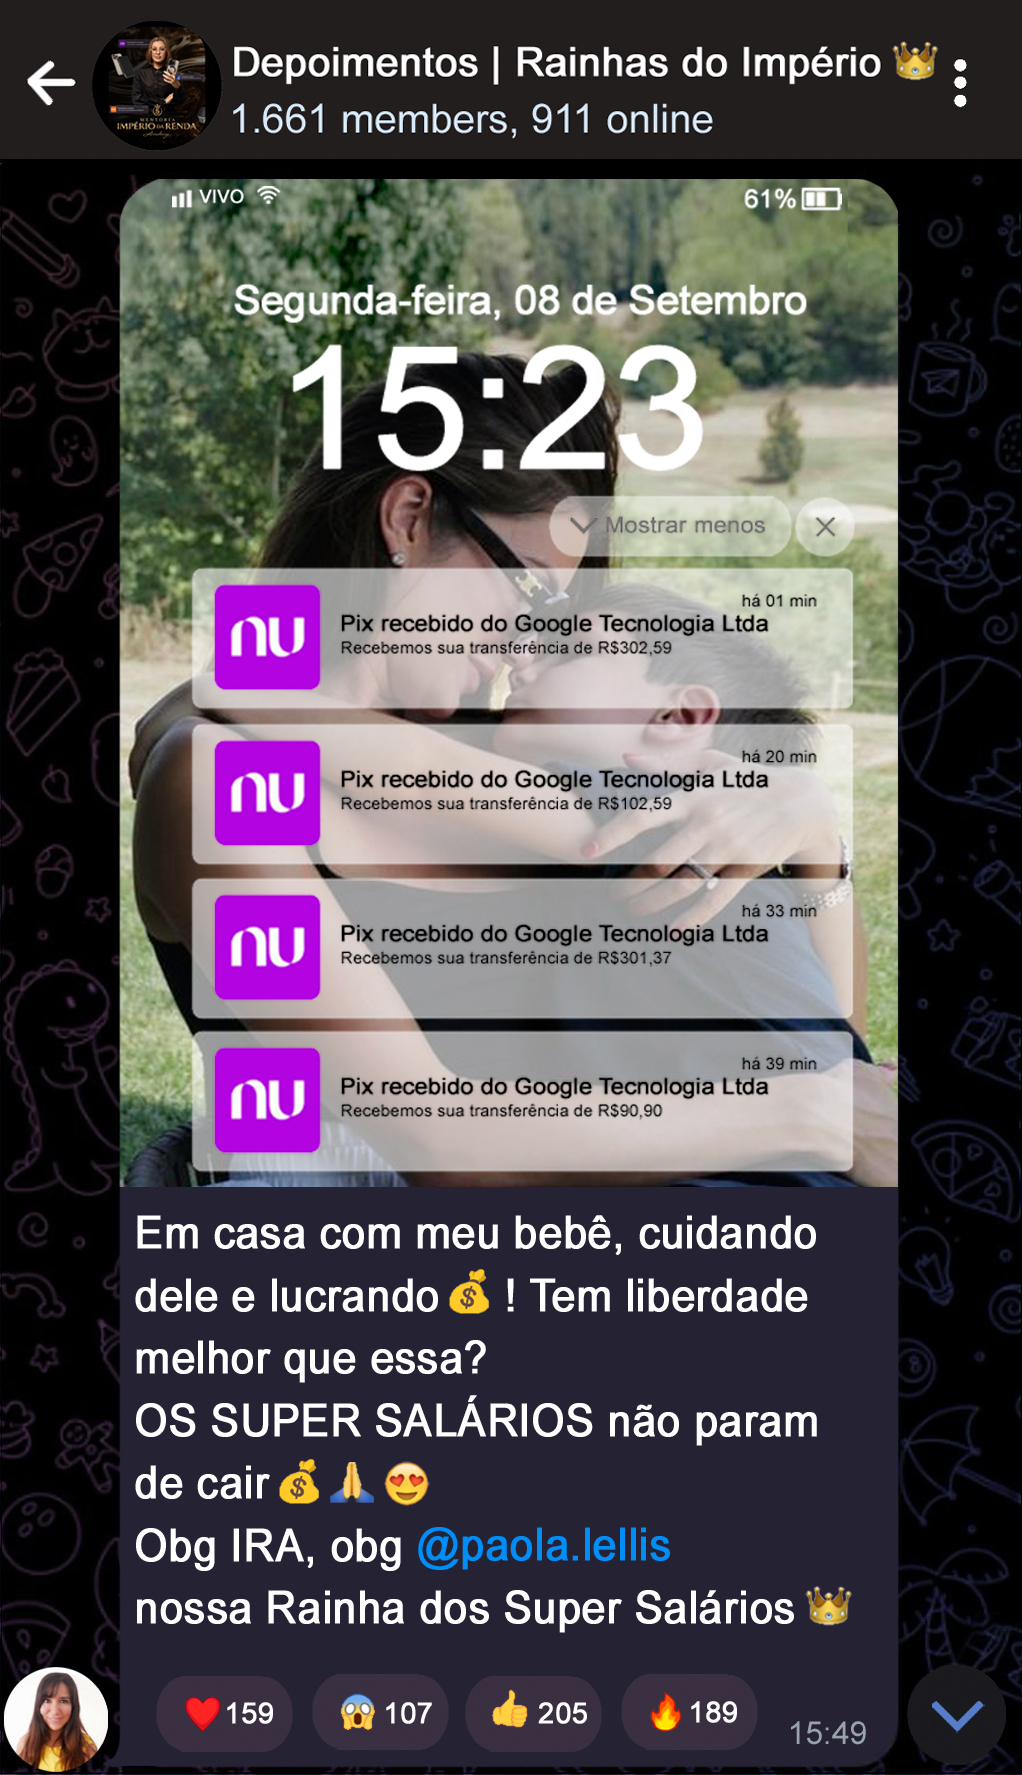 Depoimentos | Rainhas do Império
1.661 members, 911 online
MENTORIA
IMPÉRIO DA RENDA
Academy
VIVO
61%
Segunda-feira, 08 de Setembro
15:23
Mostrar menos
há 01 min
nu
Pix recebido do Google Tecnologia Ltda
Recebemos sua transferência de R$302,59
há 20 min
nu
Pix recebido do Google Tecnologia Ltda
Recebemos sua transferência de R$102,59
há 33 min
nu
Pix recebido do Google Tecnologia Ltda
Recebemos sua transferência de R$301,37
há 39 min
nu
Pix recebido do Google Tecnologia Ltda
Recebemos sua transferência de R$90,90
Em casa com meu bebê, cuidando
dele e lucrando💰! Tem liberdade
melhor que essa?
OS SUPER SALÁRIOS não param
de cair💰🙏😍
Obg IRA, obg @paola.lellis
nossa Rainha dos Super Salários👑
❤️159 😱107 👍205 🔥189
15:49